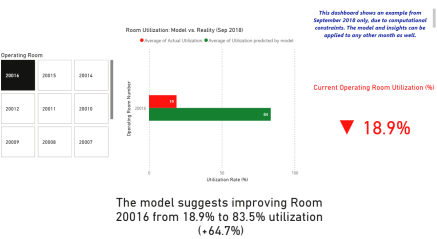 This dashboard shows an example from
September 2018 only, due to computational
constraints. The model and insights can be
applied to any other month as well.
Room Utilization: Model vs. Reality (Sep 2018)
Average of Actual Utilization Average of Utilization predicted by model
Operating Room
20016 20015 20014
20012 20011 20010
20009 20008 20007
Operating Room Number
20016
19
84
0 50 100
Utilization Rate (%)
Current Operating Room Utilization (%)
▼ 18.9%
The model suggests improving Room
20016 from 18.9% to 83.5% utilization
(+64.7%)